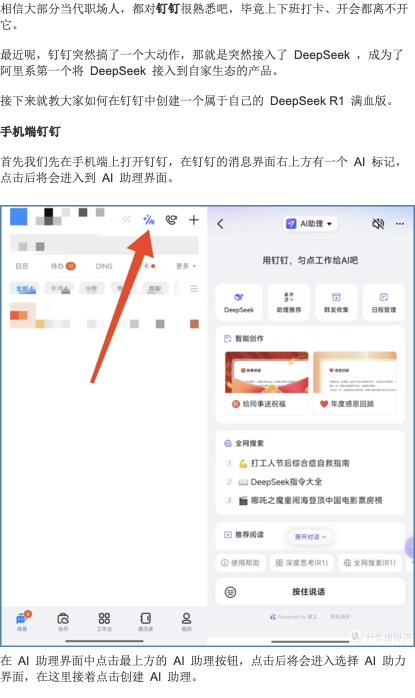 相信大部分当代职场人，都对钉钉很熟悉吧，毕竟上下班打卡、开会都离不开
它。
最近呢，钉钉突然搞了一个大动作，那就是突然接入了 DeepSeek ，成为了
阿里系第一个将 DeepSeek 接入到自家生态的产品。
接下来就教大家如何在钉钉中创建一个属于自己的 DeepSeek R1 满血版。
手机端钉钉
首先我们先在手机端上打开钉钉，在钉钉的消息界面右上方有一个 AI 标记，
点击后将会进入到 AI 助理界面。
日历 待办 10 DING 卡 更多
消息 协作 工作台 通讯录 我的
AI助理
用钉钉，匀点工作给AI吧
DeepSeek 助理推荐 群发收集 日程管理
智能创作
给同事送祝福 年度感恩回顾
全网搜索
1 打工人节后综合症自救指南
2 DeepSeek指令大全
3 哪吒之魔童闹海登顶中国电影票房榜
推荐阅读 展开对话
使用帮助 深度思考(R1) 全网搜索(R1)
按住说话
Powered by 通义 隐私保护
什么值得买
在 AI 助理界面中点击最上方的 AI 助理按钮，点击后将会进入选择 AI 助力
界面，在这里接着点击创建 AI 助理。